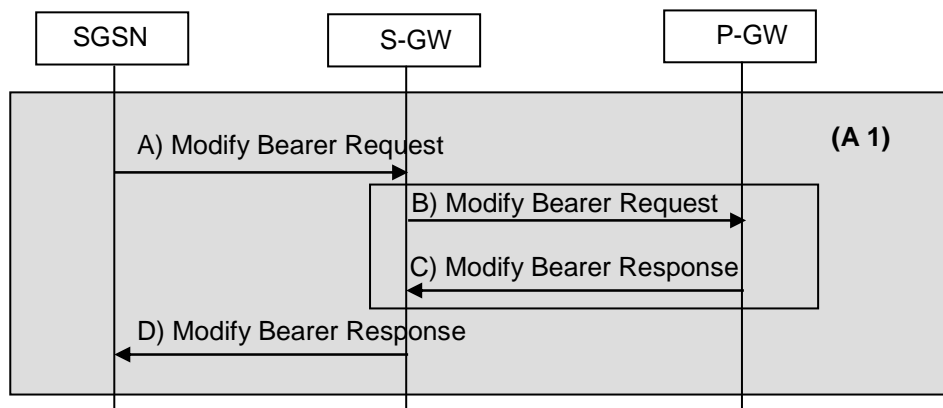 SGSN
S-GW
P-GW
(A 1)
A) Modify Bearer Request
B) Modify Bearer Request
C) Modify Bearer Response
D) Modify Bearer Response